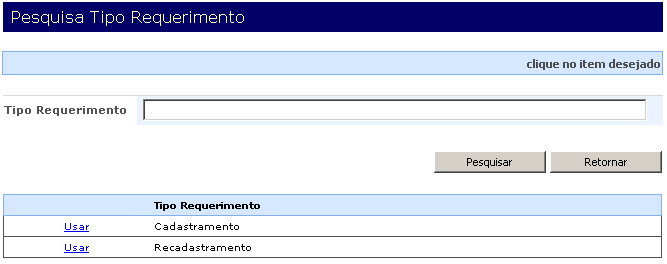 Pesquisa Tipo Requerimento
clique no item desejado
Tipo Requerimento
Pesquisar Retornar
Tipo Requerimento
Usar Cadastramento
Usar Recadastramento